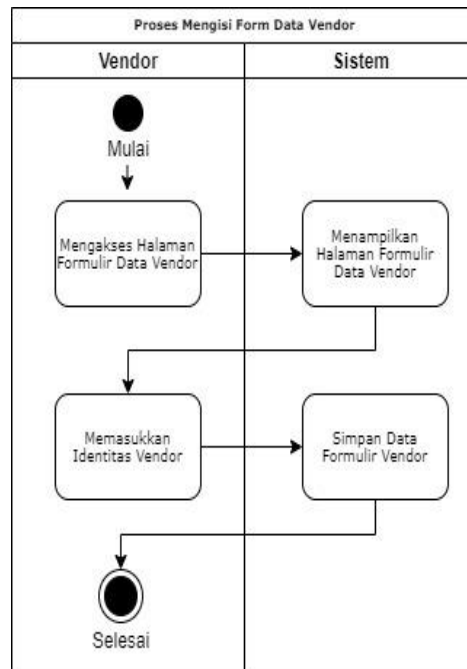 Proses Mengisi Form Data Vendor
Vendor
Sistem
Mulai
Mengakses Halaman
Formulir Data Vendor
Menampilkan
Halaman Formulir
Data Vendor
Memasukkan
Identitas Vendor
Simpan Data
Formulir Vendor
Selesai